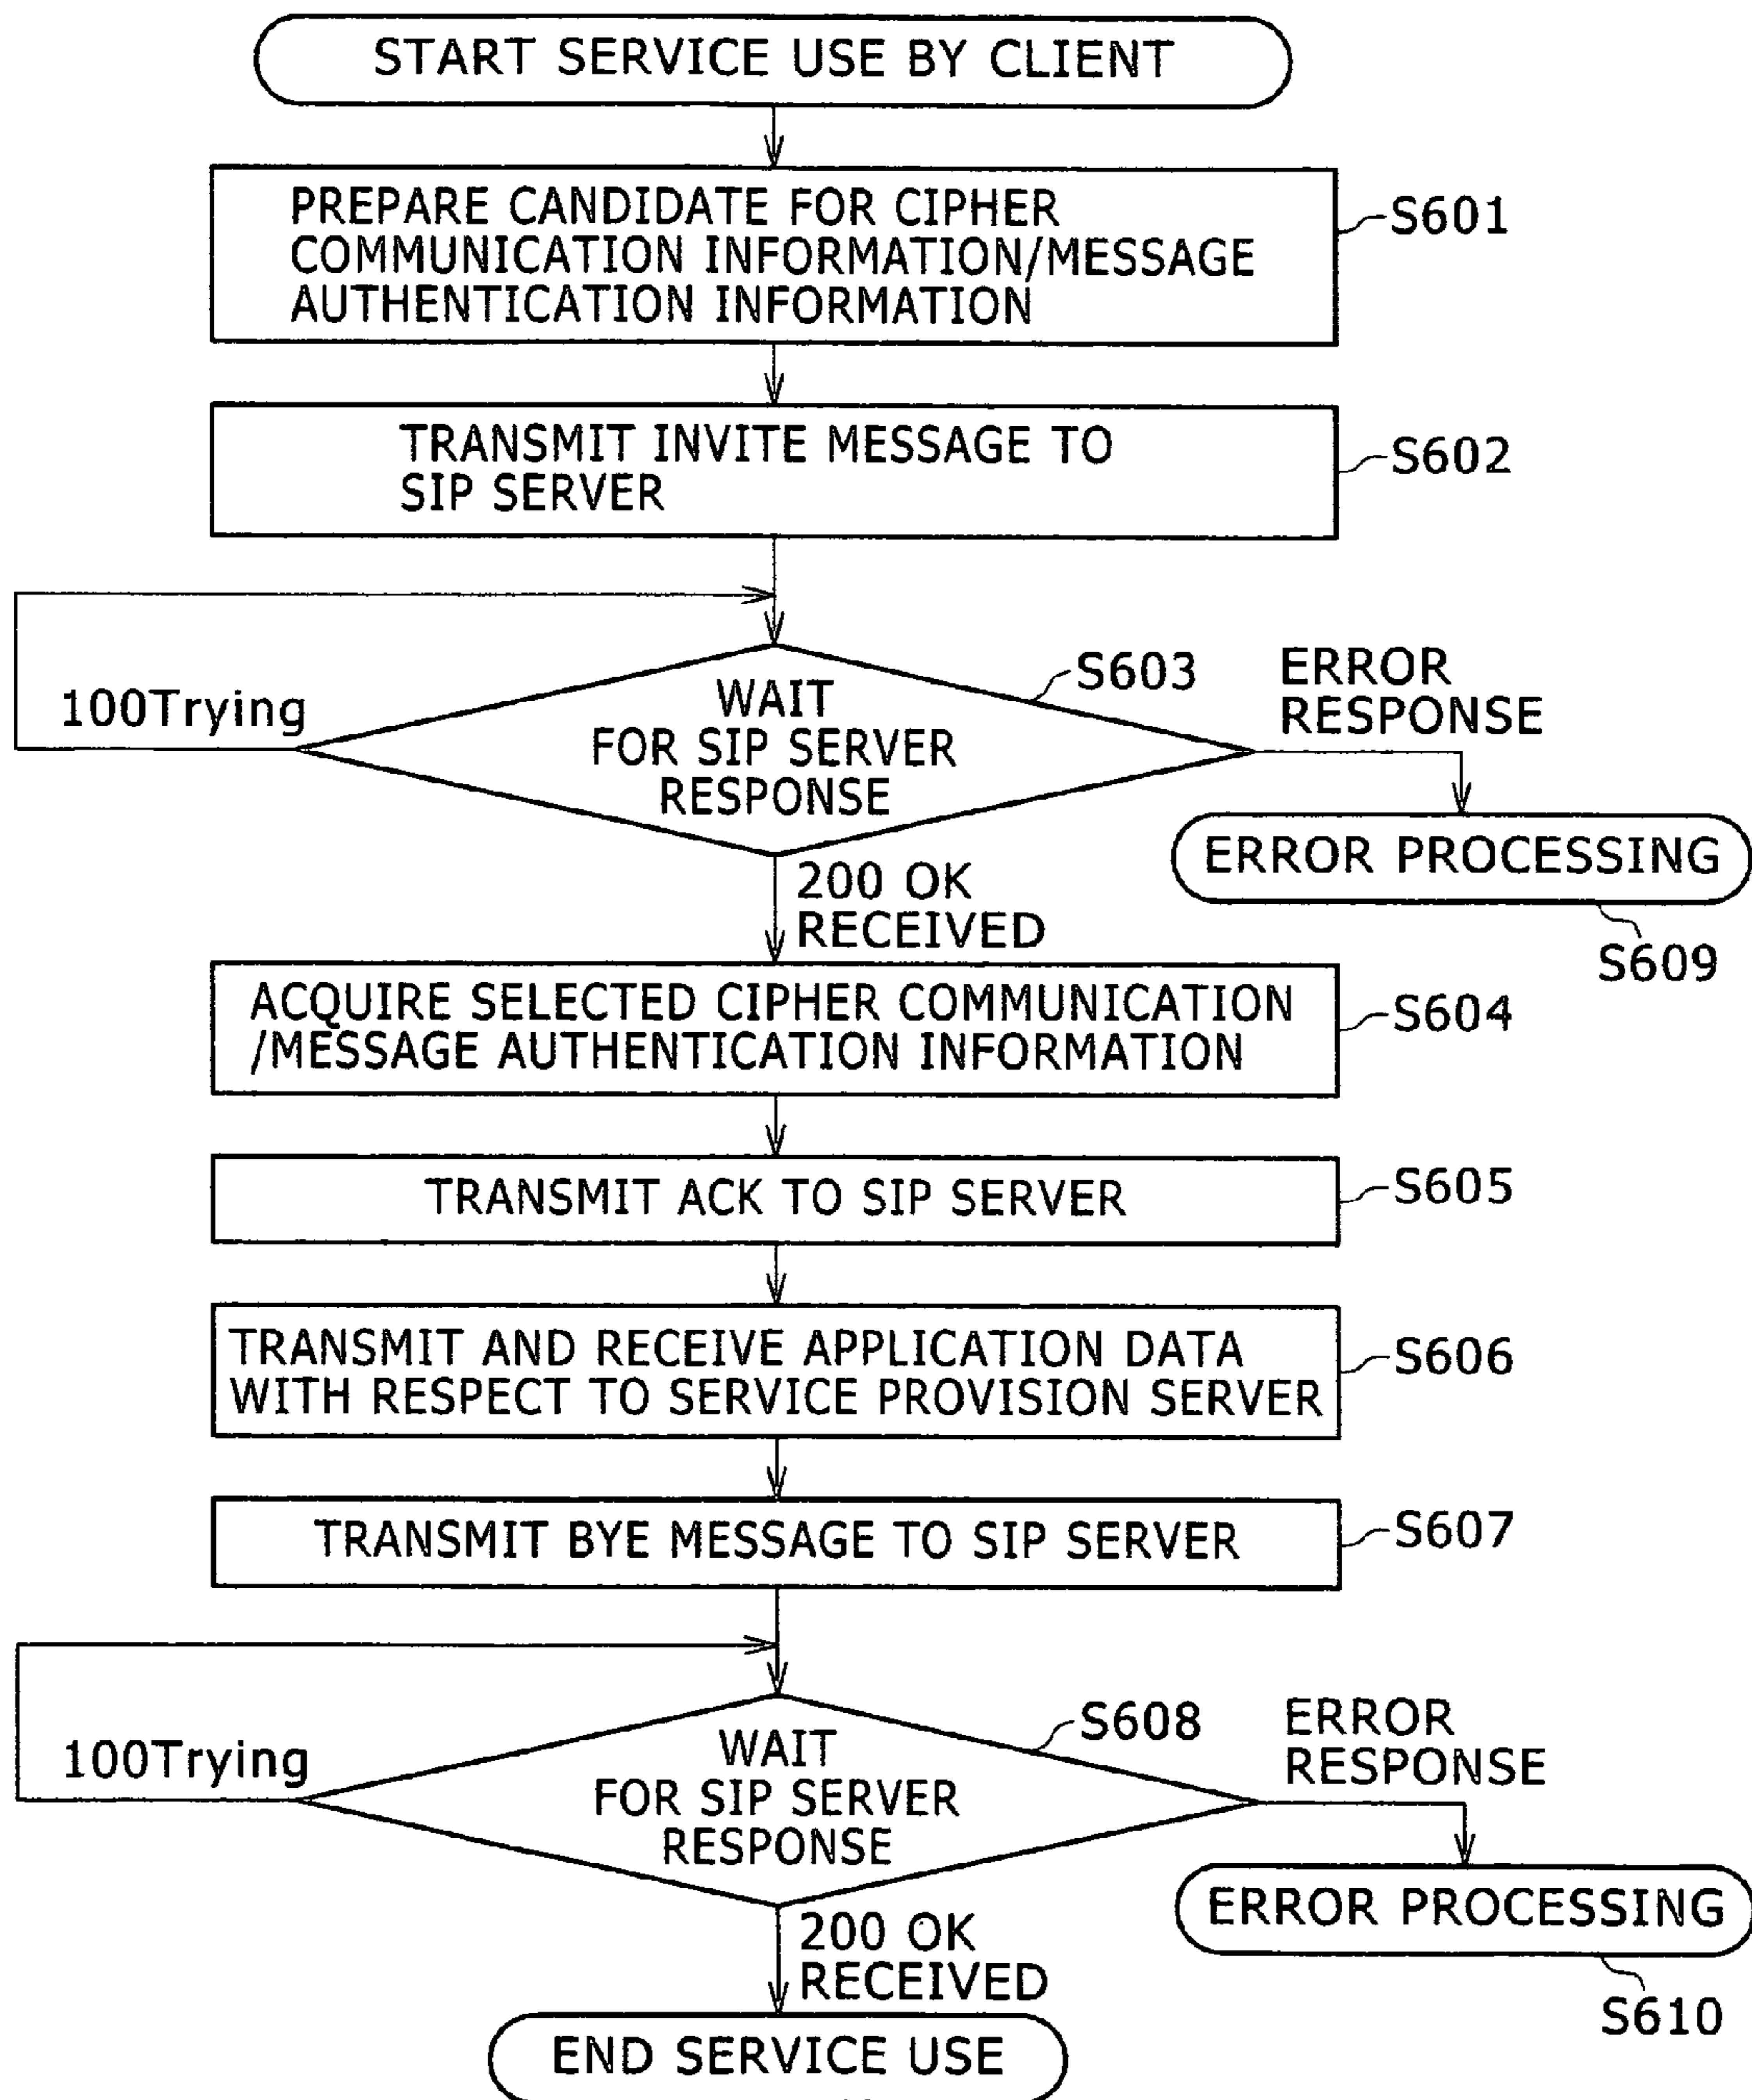 START SERVICE USE BY CLIENT
PREPARE CANDIDATE FOR CIPHER
COMMUNICATION INFORMATION/MESSAGE
AUTHENTICATION INFORMATION
S601
TRANSMIT INVITE MESSAGE TO
SIP SERVER
S602
100Trying
WAIT
FOR SIP SERVER
RESPONSE
S603
ERROR
RESPONSE
ERROR PROCESSING
S609
200 OK
RECEIVED
ACQUIRE SELECTED CIPHER COMMUNICATION
/MESSAGE AUTHENTICATION INFORMATION
S604
TRANSMIT ACK TO SIP SERVER
S605
TRANSMIT AND RECEIVE APPLICATION DATA
WITH RESPECT TO SERVICE PROVISION SERVER
S606
TRANSMIT BYE MESSAGE TO SIP SERVER
S607
100Trying
WAIT
FOR SIP SERVER
RESPONSE
S608
ERROR
RESPONSE
ERROR PROCESSING
S610
200 OK
RECEIVED
END SERVICE USE